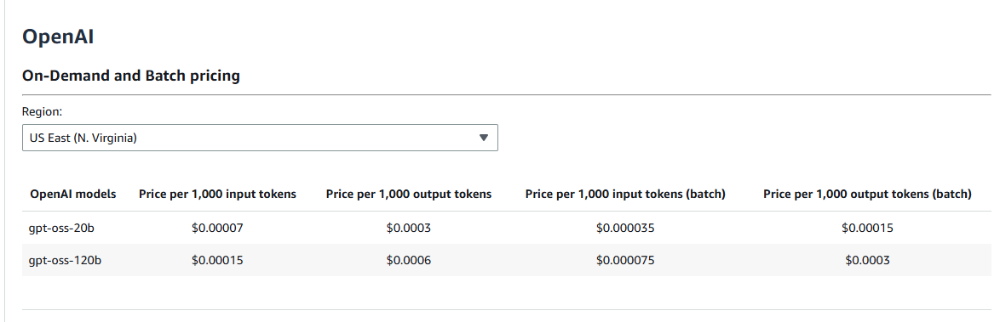 OpenAI
On-Demand and Batch pricing
Region:
US East (N. Virginia)
OpenAI models Price per 1,000 input tokens Price per 1,000 output tokens Price per 1,000 input tokens (batch) Price per 1,000 output tokens (batch)
gpt-oss-20b $0.00007 $0.0003 $0.000035 $0.00015
gpt-oss-120b $0.00015 $0.0006 $0.000075 $0.0003